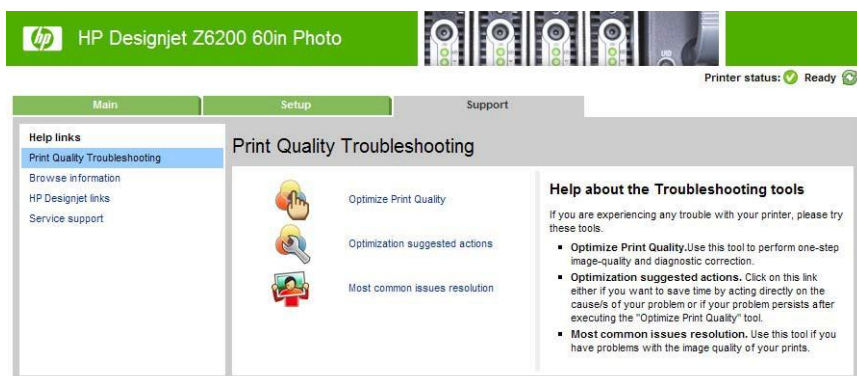 hp HP Designjet Z6200 60in Photo
UID
Printer status: Ready
Main Setup Support
Help links
Print Quality Troubleshooting
Browse information
HP Designjet links
Service support
Print Quality Troubleshooting
Optimize Print Quality
Optimization suggested actions
Most common issues resolution
Help about the Troubleshooting tools
If you are experiencing any trouble with your printer, please try
these tools.
▪ Optimize Print Quality.Use this tool to perform one-step
image-quality and diagnostic correction.
▪ Optimization suggested actions. Click on this link
either if you want to save time by acting directly on the
cause/s of your problem or if your problem persists after
executing the "Optimize Print Quality" tool.
▪ Most common issues resolution. Use this tool if you
have problems with the image quality of your prints.